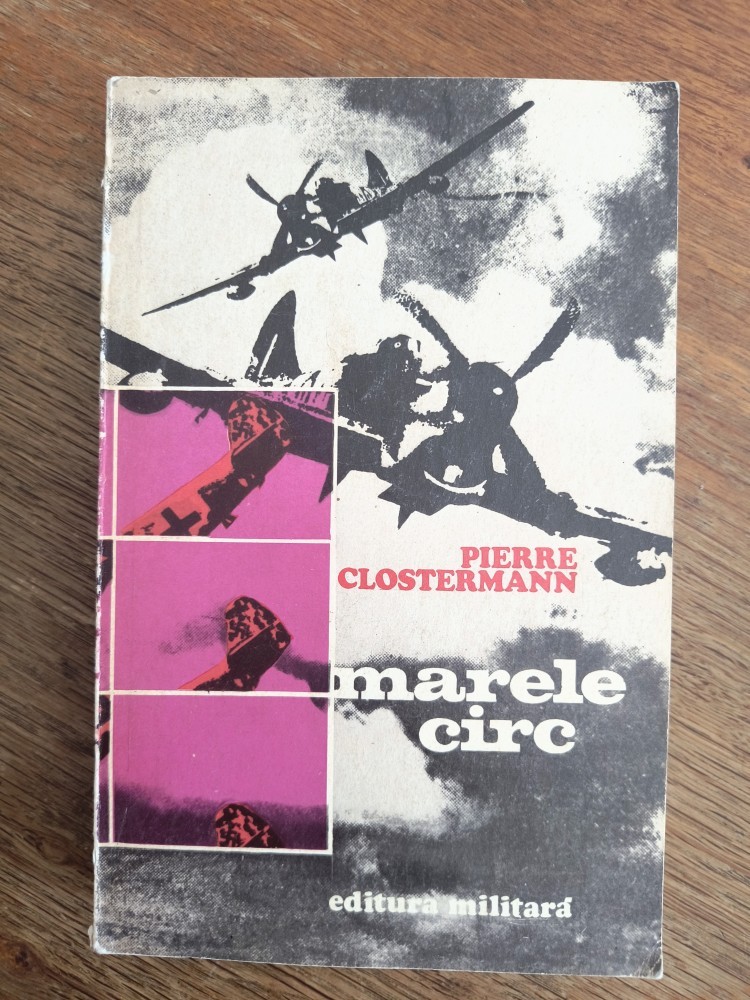 PIERRE
CLOSTERMANN
marele
circ
editura militară